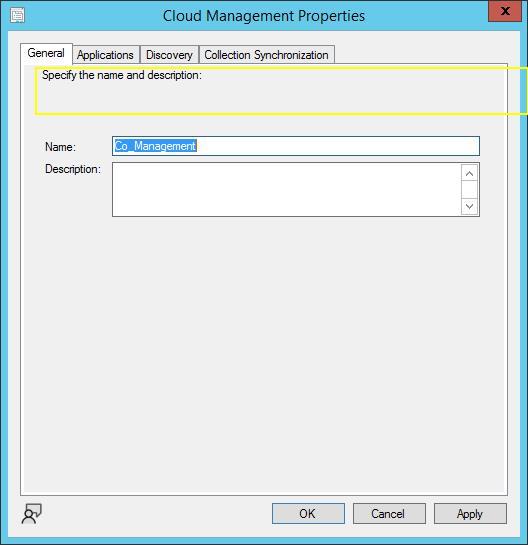 Cloud Management Properties
X
General Applications Discovery Collection Synchronization
Specify the name and description:
Name: Co_Management
Description:
OK Cancel Apply